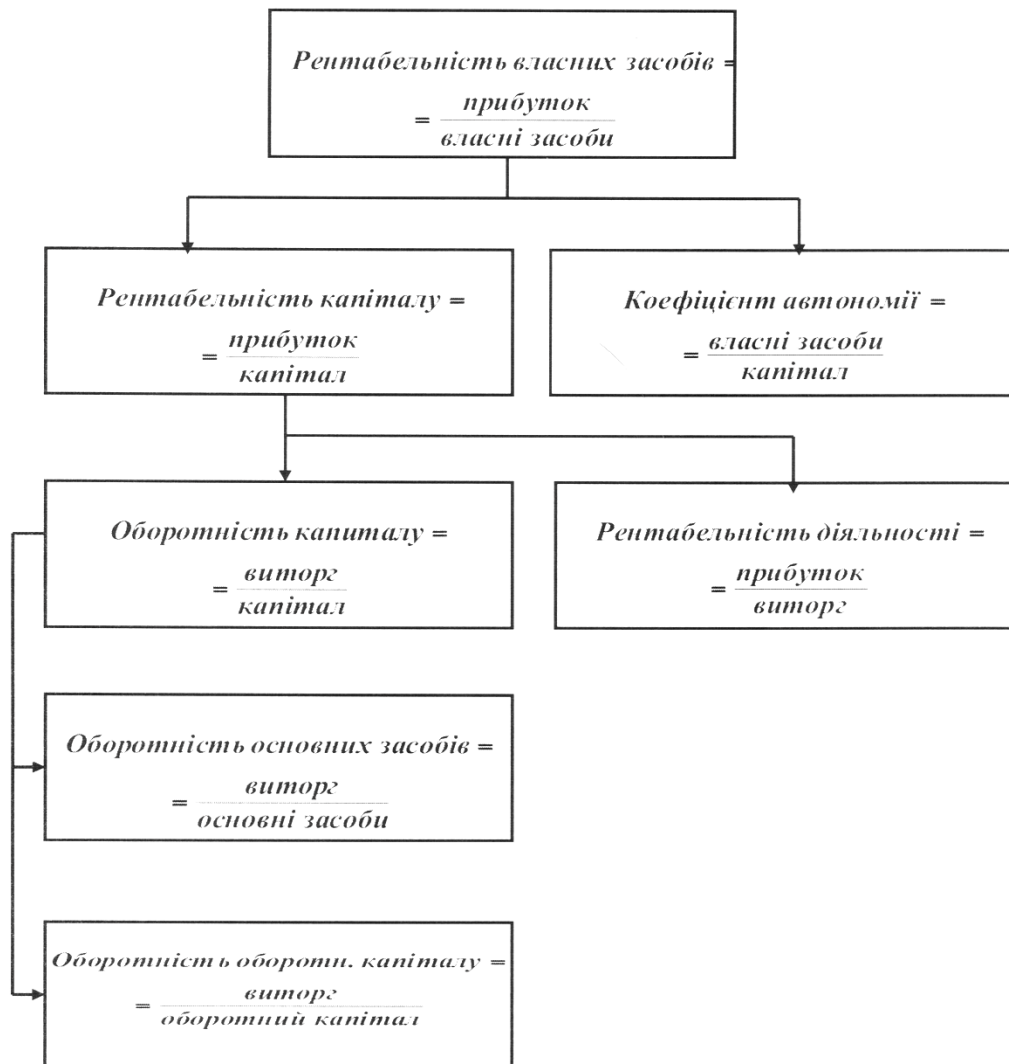 Рентабельність власних засобів =
= прибуток
власні засоби
Рентабельність капіталу =
= прибуток
капітал
Коефіцієнт автономії =
= власні засоби
капітал
Оборотність капиталу =
= виторг
капітал
Рентабельність діяльності =
= прибуток
виторг
Оборотність основних засобів =
= виторг
основні засоби
Оборотність оборотн. капіталу =
= виторг
оборотний капітал